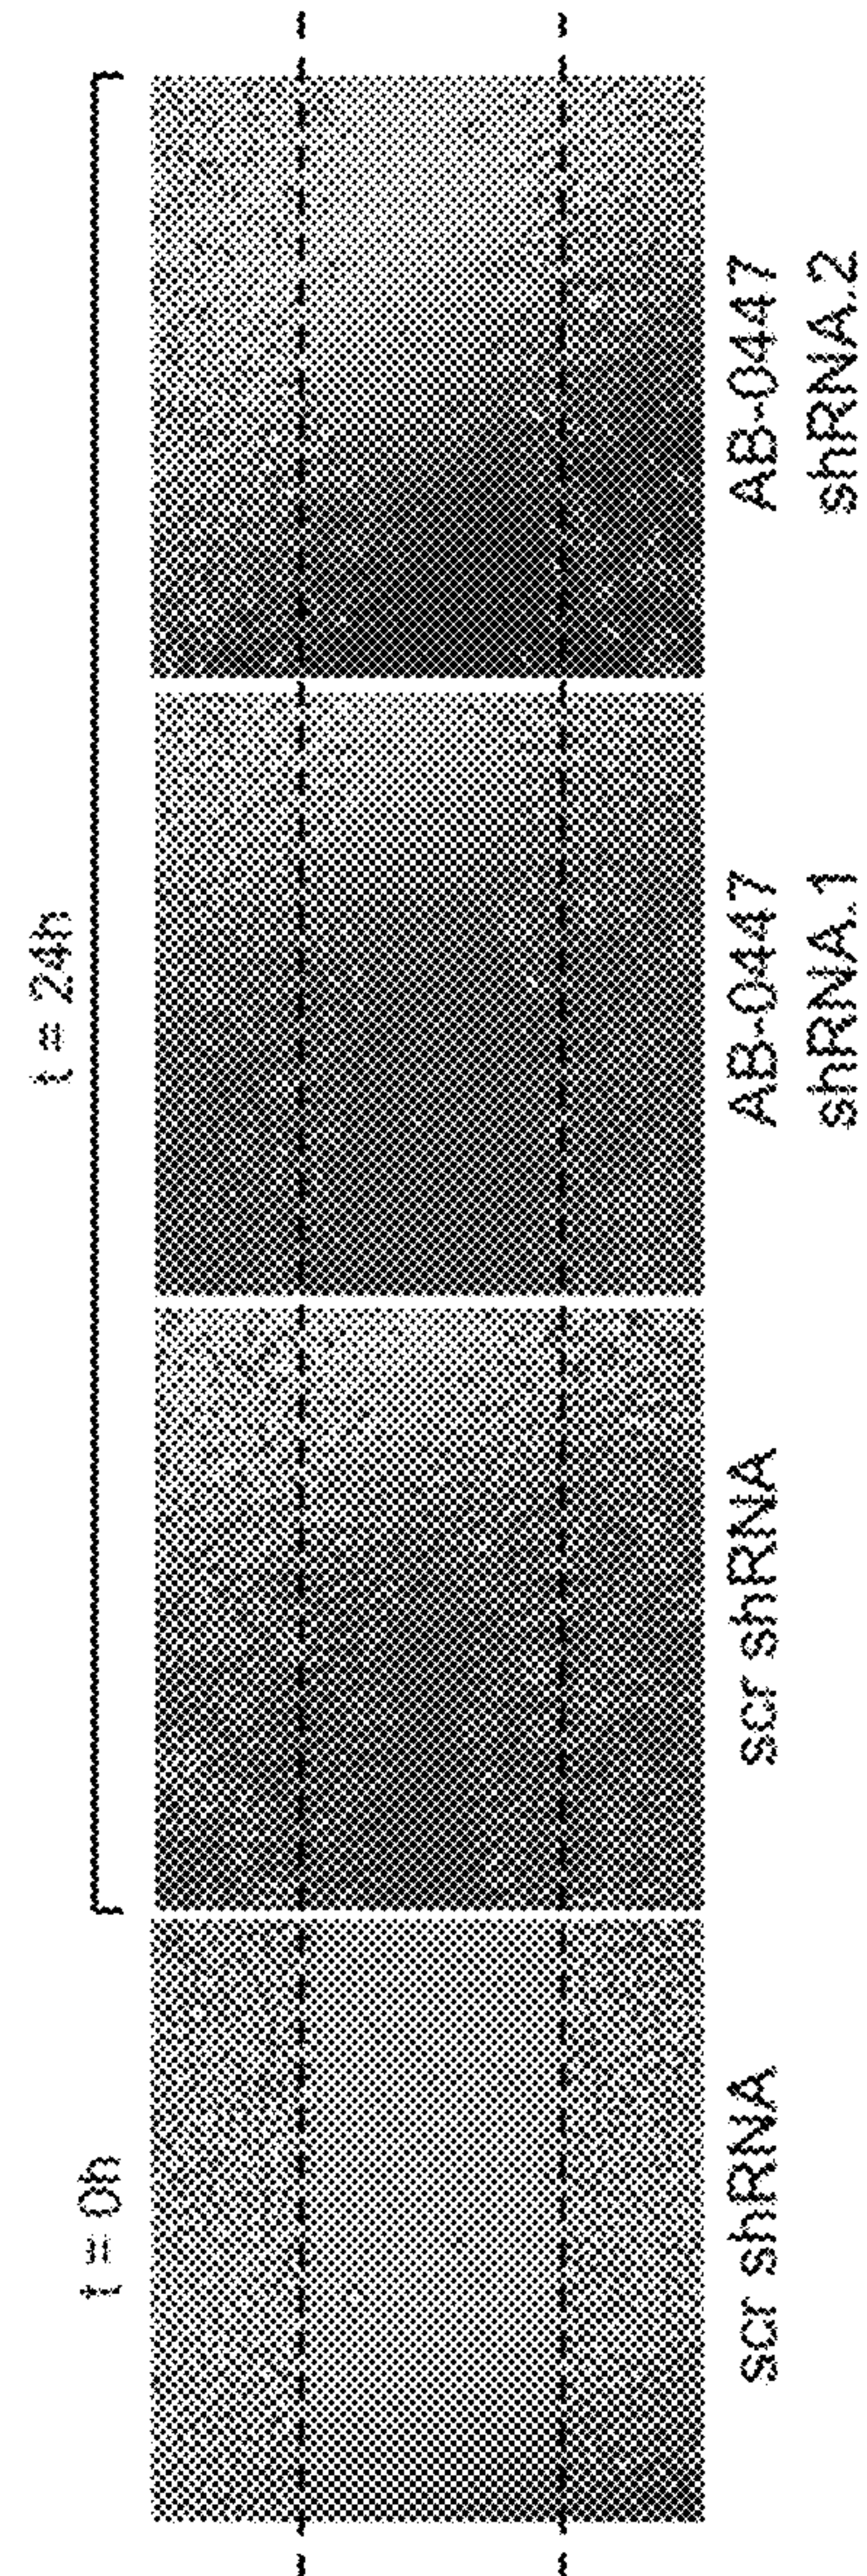 t = 0h
t = 24h
scr shRNA
scr shRNA
AB-0447
shRNA.1
AB-0447
shRNA.2